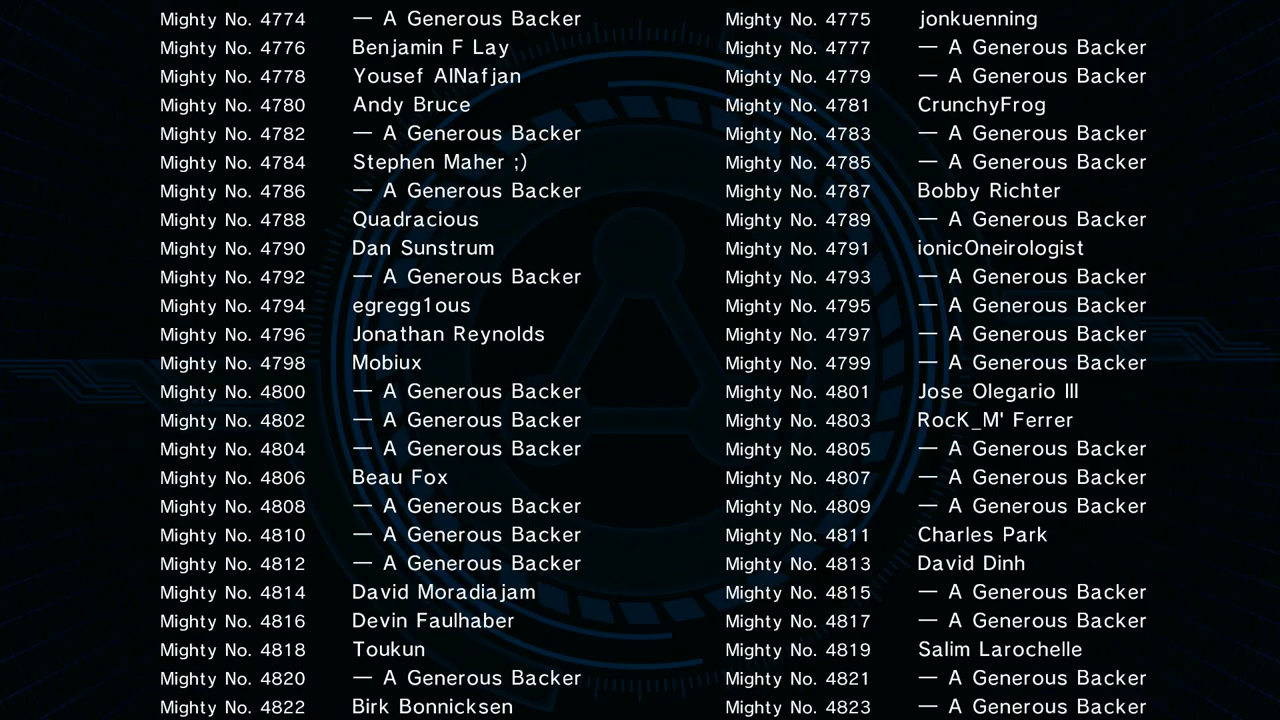 Mighty No. 4774 — A Generous Backer Mighty No. 4775 jonkuenning
Mighty No. 4776 Benjamin F Lay Mighty No. 4777 — A Generous Backer
Mighty No. 4778 Yousef AlNafjan Mighty No. 4779 — A Generous Backer
Mighty No. 4780 Andy Bruce Mighty No. 4781 CrunchyFrog
Mighty No. 4782 — A Generous Backer Mighty No. 4783 — A Generous Backer
Mighty No. 4784 Stephen Maher ;) Mighty No. 4785 — A Generous Backer
Mighty No. 4786 — A Generous Backer Mighty No. 4787 Bobby Richter
Mighty No. 4788 Quadracious Mighty No. 4789 — A Generous Backer
Mighty No. 4790 Dan Sunstrum Mighty No. 4791 ionicOneirologist
Mighty No. 4792 — A Generous Backer Mighty No. 4793 — A Generous Backer
Mighty No. 4794 egregg1ous Mighty No. 4795 — A Generous Backer
Mighty No. 4796 Jonathan Reynolds Mighty No. 4797 — A Generous Backer
Mighty No. 4798 Mobiux Mighty No. 4799 — A Generous Backer
Mighty No. 4800 — A Generous Backer Mighty No. 4801 Jose Olegario III
Mighty No. 4802 — A Generous Backer Mighty No. 4803 RocK_M' Ferrer
Mighty No. 4804 — A Generous Backer Mighty No. 4805 — A Generous Backer
Mighty No. 4806 Beau Fox Mighty No. 4807 — A Generous Backer
Mighty No. 4808 — A Generous Backer Mighty No. 4809 — A Generous Backer
Mighty No. 4810 — A Generous Backer Mighty No. 4811 Charles Park
Mighty No. 4812 — A Generous Backer Mighty No. 4813 David Dinh
Mighty No. 4814 David Moradiajam Mighty No. 4815 — A Generous Backer
Mighty No. 4816 Devin Faulhaber Mighty No. 4817 — A Generous Backer
Mighty No. 4818 Toukun Mighty No. 4819 Salim Larochelle
Mighty No. 4820 — A Generous Backer Mighty No. 4821 — A Generous Backer
Mighty No. 4822 Birk Bonnicksen Mighty No. 4823 — A Generous Backer